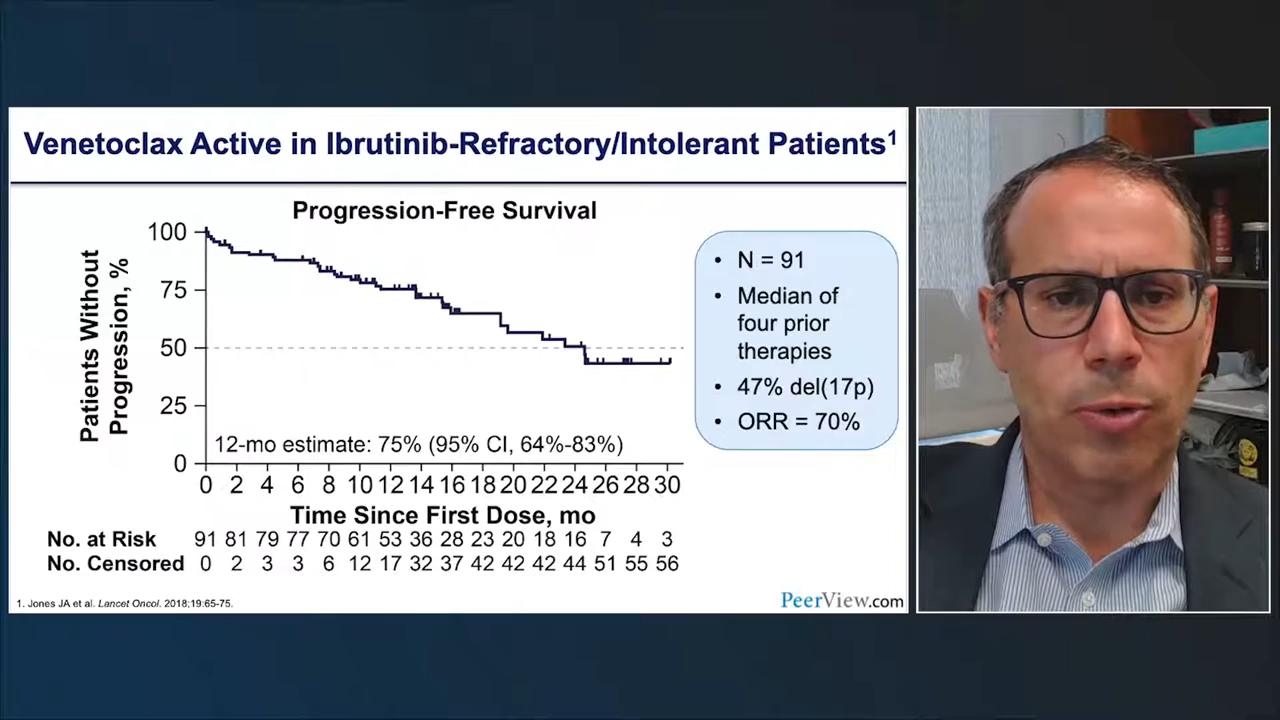 Venetoclax Active in Ibrutinib-Refractory/Intolerant Patients1
Progression-Free Survival
Patients Without
Progression, %
100
75
50
25
0
12-mo estimate: 75% (95% CI, 64%-83%)
0 2 4 6 8 10 12 14 16 18 20 22 24 26 28 30
Time Since First Dose, mo
No. at Risk 91 81 79 77 70 61 53 36 28 23 20 18 16 7 4 3
No. Censored 0 2 3 3 6 12 17 32 37 42 42 42 44 51 55 56
• N = 91
• Median of
four prior
therapies
• 47% del(17p)
• ORR = 70%
1. Jones JA et al. Lancet Oncol. 2018;19:65-75.
PeerView.com